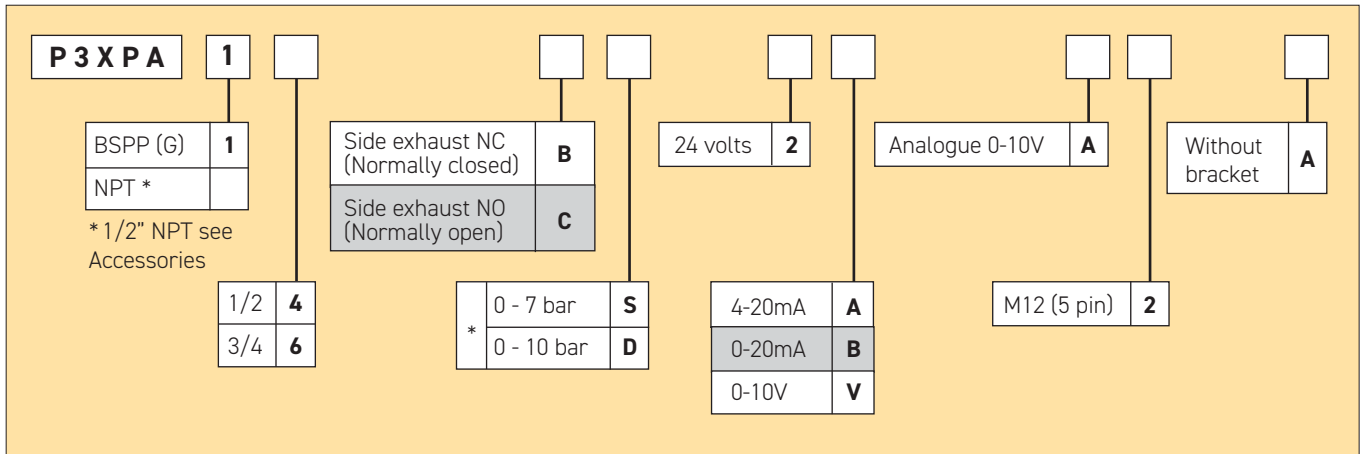 P3XPA 1
BSPP (G) 1
NPT *
*1/2" NPT see
Accessories
1/2 4
3/4 6
Side exhaust NC
(Normally closed) B
Side exhaust NO
(Normally open) C
* 0 - 7 bar S
0 - 10 bar D
24 volts 2
4-20mA A
0-20mA B
0-10V V
Analogue 0-10V A
M12 (5 pin) 2
Without
bracket A